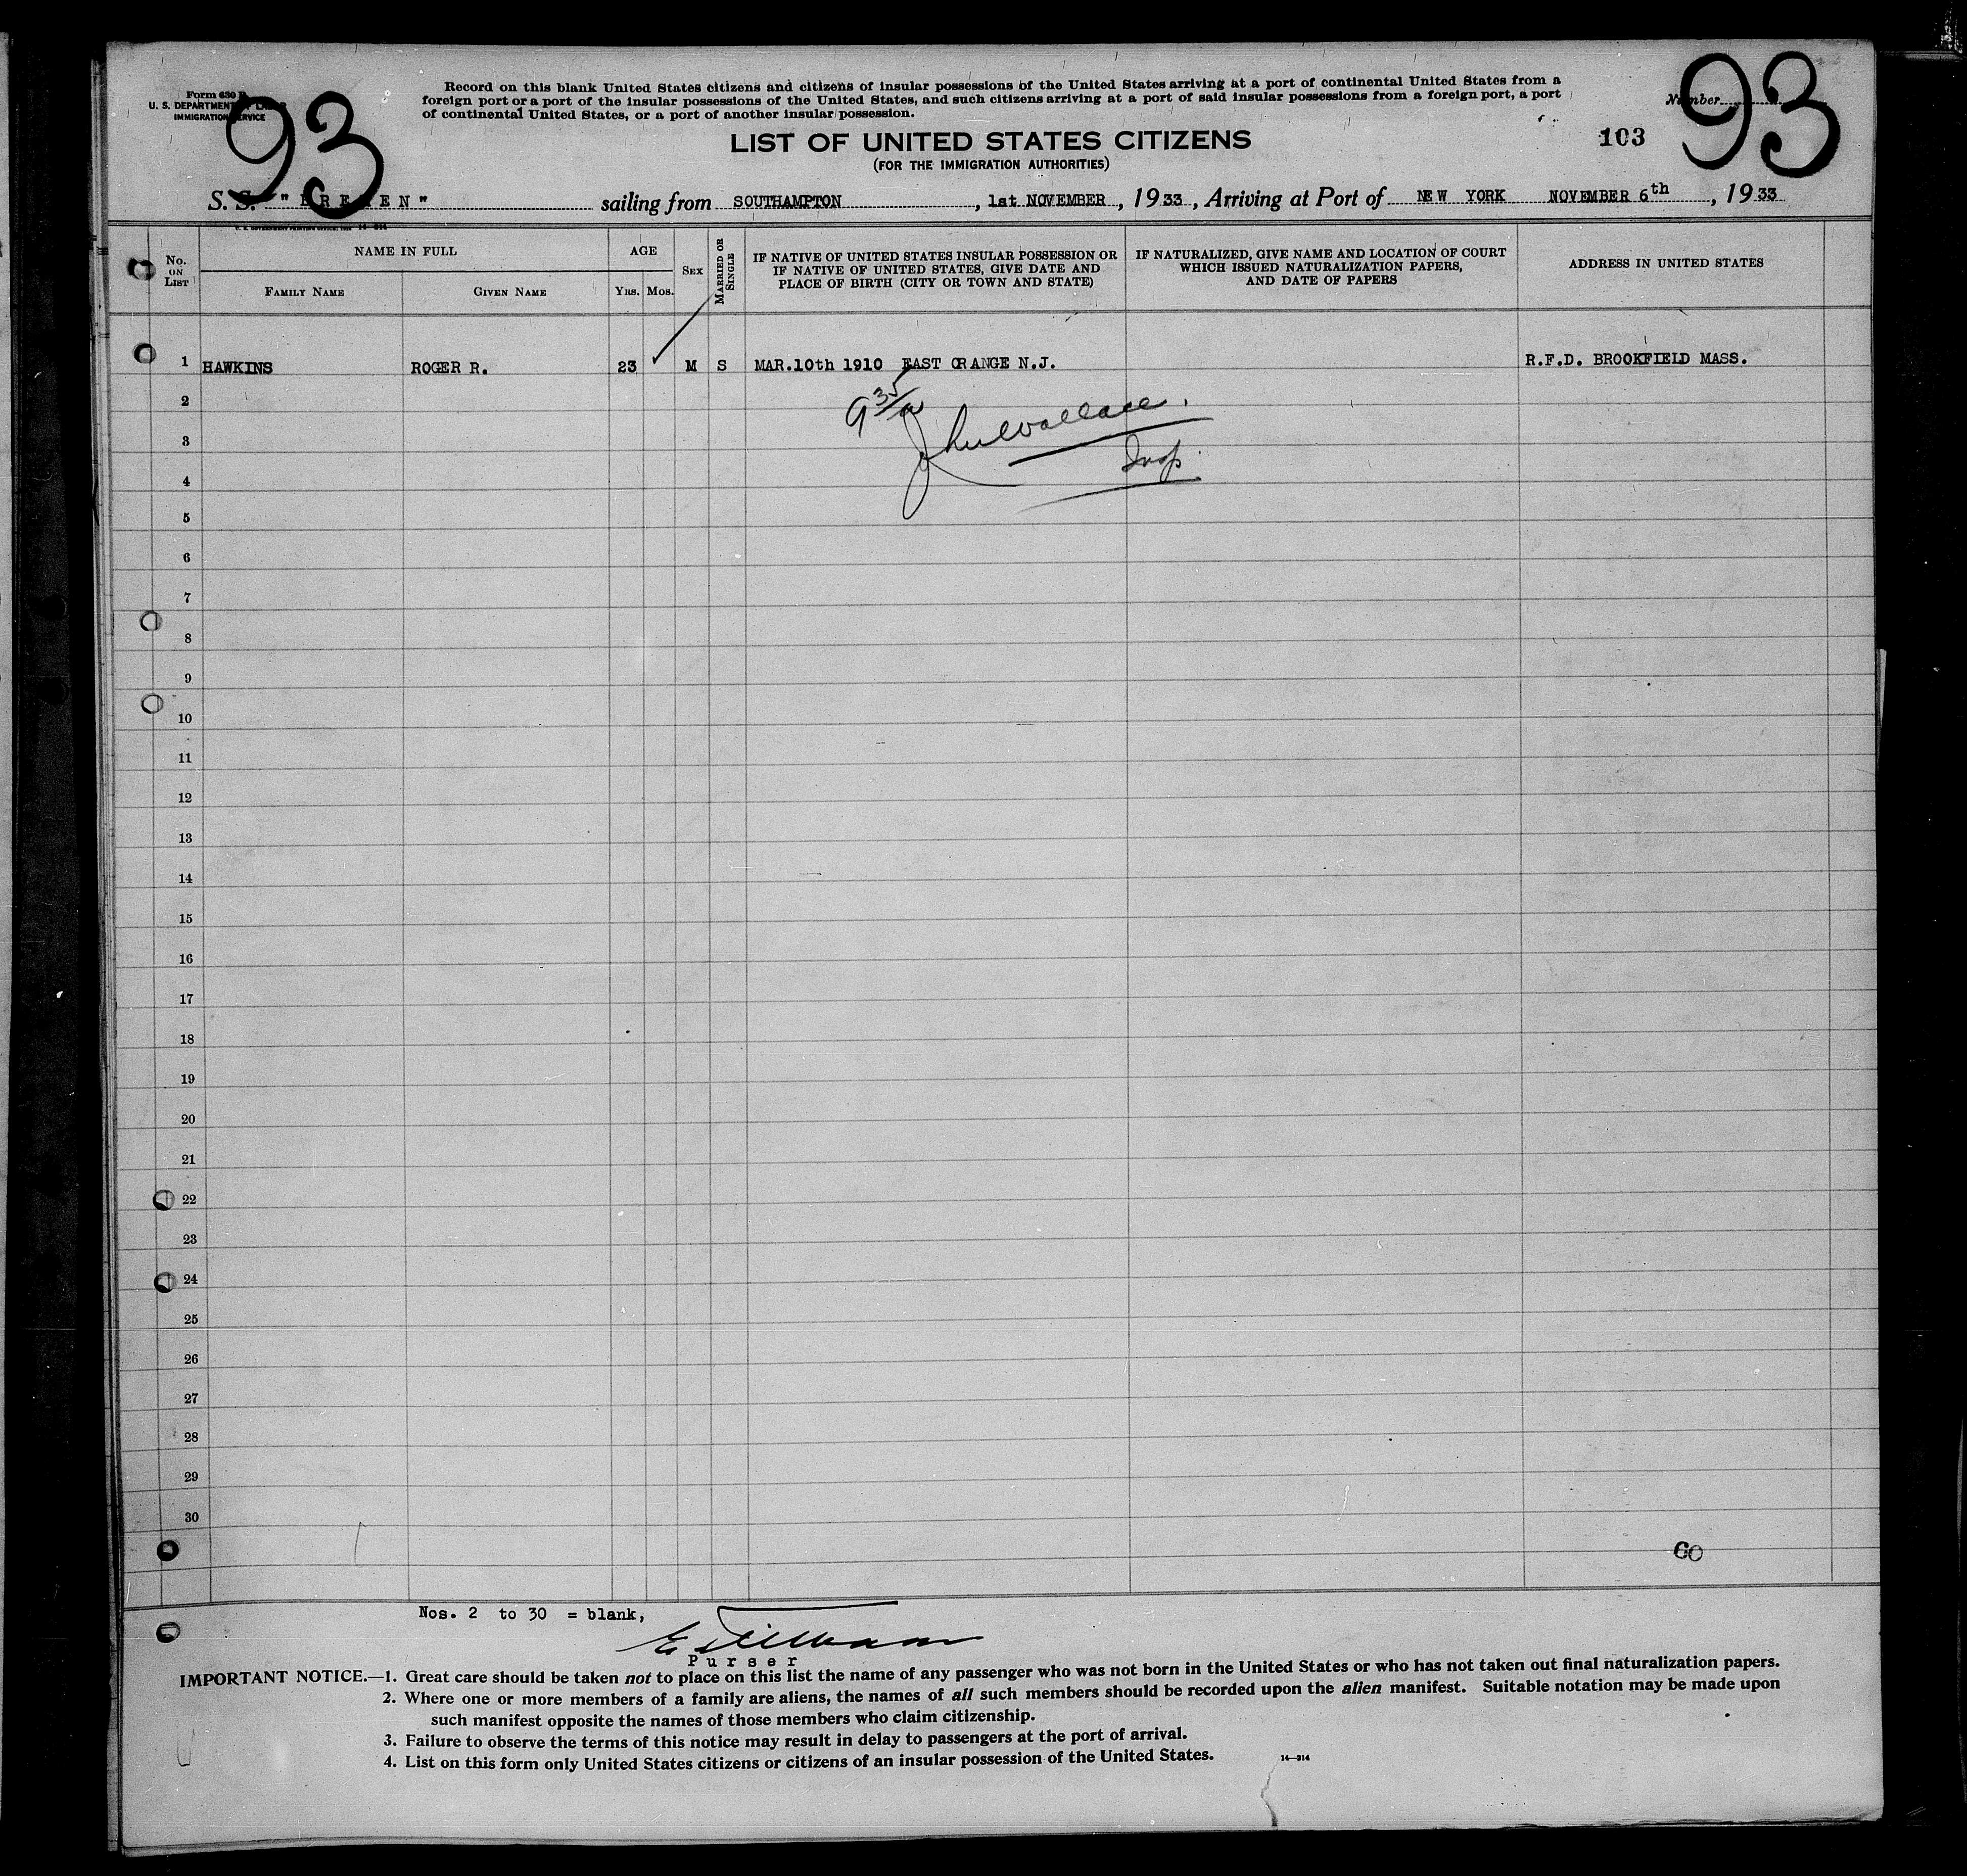 Form 630 B
U. S. DEPARTMENT OF LABOR
IMMIGRATION SERVICE
93
Record on this blank United States citizens and citizens of insular possessions of the United States arriving at a port of continental United States from a
foreign port or a port of the insular possessions of the United States, and such citizens arriving at a port of said insular possessions from a foreign port, a port
of continental United States, or a port of another insular possession.
Number
93
103
LIST OF UNITED STATES CITIZENS
(FOR THE IMMIGRATION AUTHORITIES)
S. S. "BREMEN" sailing from SOUTHAMPTON, 1st NOVEMBER, 1933, Arriving at Port of NEW YORK NOVEMBER 6th, 1933
3
No. ON LIST
NAME IN FULL
FAMILY NAME
GIVEN NAME
AGE
YRS. MOS.
SEX
MARRIED OR SINGLE
IF NATIVE OF UNITED STATES INSULAR POSSESSION OR
IF NATIVE OF UNITED STATES, GIVE DATE AND
PLACE OF BIRTH (CITY OR TOWN AND STATE)
IF NATURALIZED, GIVE NAME AND LOCATION OF COURT
WHICH ISSUED NATURALIZATION PAPERS,
AND DATE OF PAPERS
ADDRESS IN UNITED STATES
1 HAWKINS ROGER R. 23 M S MAR.10th 1910 EAST ORANGE N.J. R.F.D. BROOKFIELD MASS.
2
9 35/a
3
Wallace.
Insp.
4
5
6
7
8
9
10
11
12
13
14
15
16
17
18
19
20
21
22
23
24
25
26
27
28
29
30
60
Nos. 2 to 30 = blank,
Purser
IMPORTANT NOTICE.—1. Great care should be taken not to place on this list the name of any passenger who was not born in the United States or who has not taken out final naturalization papers.
2. Where one or more members of a family are aliens, the names of all such members should be recorded upon the alien manifest. Suitable notation may be made upon
such manifest opposite the names of those members who claim citizenship.
3. Failure to observe the terms of this notice may result in delay to passengers at the port of arrival.
4. List on this form only United States citizens or citizens of an insular possession of the United States.
14—214